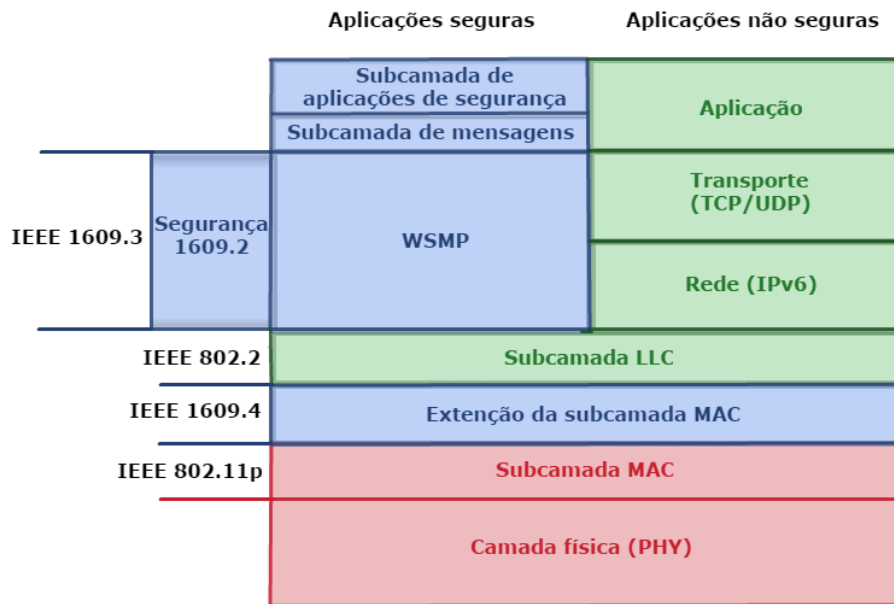 Aplicações seguras
Aplicações não seguras
Subcamada de
aplicações de segurança
Subcamada de mensagens
Aplicação
IEEE 1609.3
Segurança
1609.2
WSMP
Transporte
(TCP/UDP)
Rede (IPv6)
IEEE 802.2
Subcamada LLC
IEEE 1609.4
Extenção da subcamada MAC
IEEE 802.11p
Subcamada MAC
Camada física (PHY)